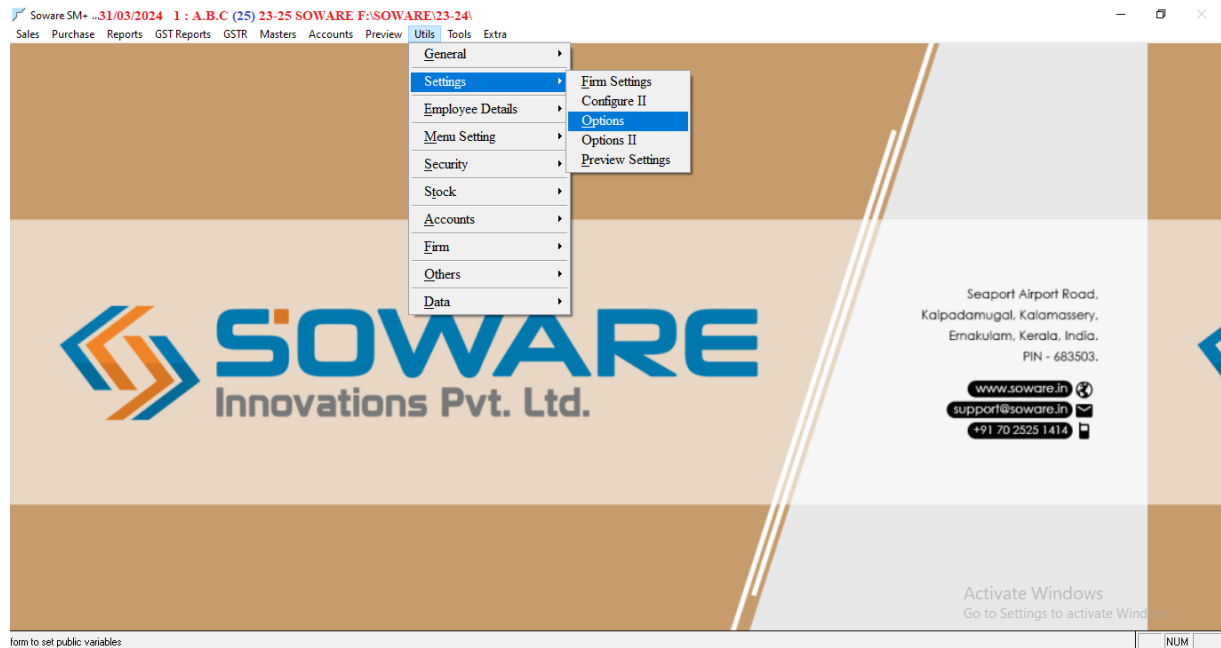 Soware SM+ ...31/03/2024 1 : A.B.C (25) 23-25 SOWARE F:\SOWARE\23-24\
Sales Purchase Reports GST Reports GSTR Masters Accounts Preview Utils Tools Extra
General
Settings
Employee Details
Menu Setting
Security
Stock
Accounts
Firm
Others
Data
Firm Settings
Configure II
Options
Options II
Preview Settings
SOWARE
Innovations Pvt. Ltd.
Seaport Airport Road,
Kaipadamugal, Kalamassery,
Ernakulam, Kerala, India.
PIN - 683503.
www.soware.in
support@soware.in
+91 70 2525 1414
Activate Windows
Go to Settings to activate Wind
form to set public variables
NUM